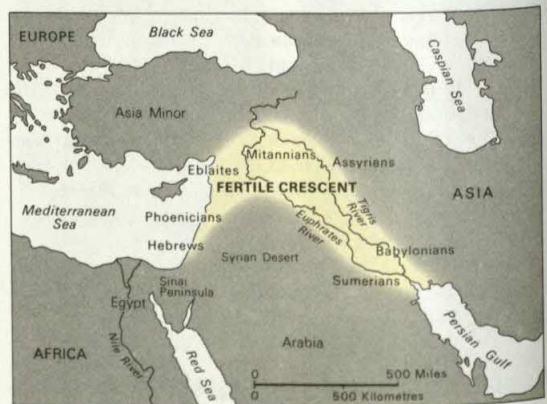 EUROPE
Black Sea
Caspian Sea
Asia Minor
Mitannians
Assyrians
Eblaites
FERTILE CRESCENT
ASIA
Tigris
River
Mediterranean
Sea
Phoenicians
Euphrates
River
Hebrews
Syrian Desert
Babylonians
Sumerians
Sinai
Peninsula
Egypt
Nile River
AFRICA
Red Sea
Arabia
Persian Gulf
0 500 Miles
0 500 Kilometres